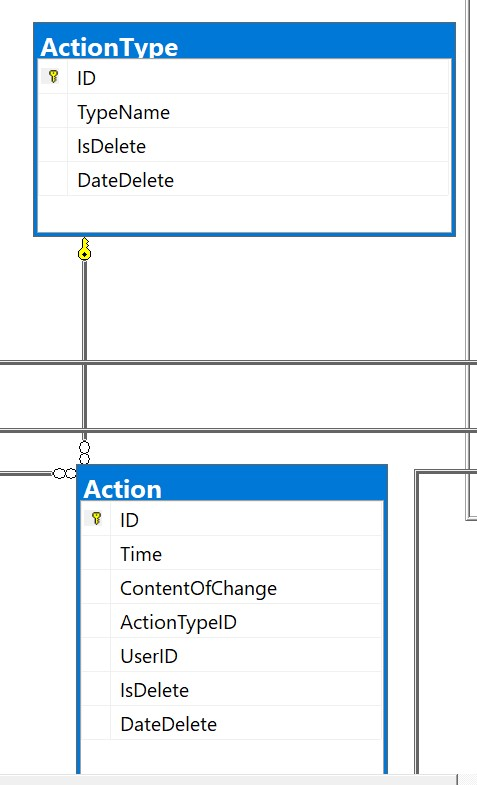 ActionType
ID
TypeName
IsDelete
DateDelete
Action
ID
Time
ContentOfChange
ActionTypeID
UserID
IsDelete
DateDelete